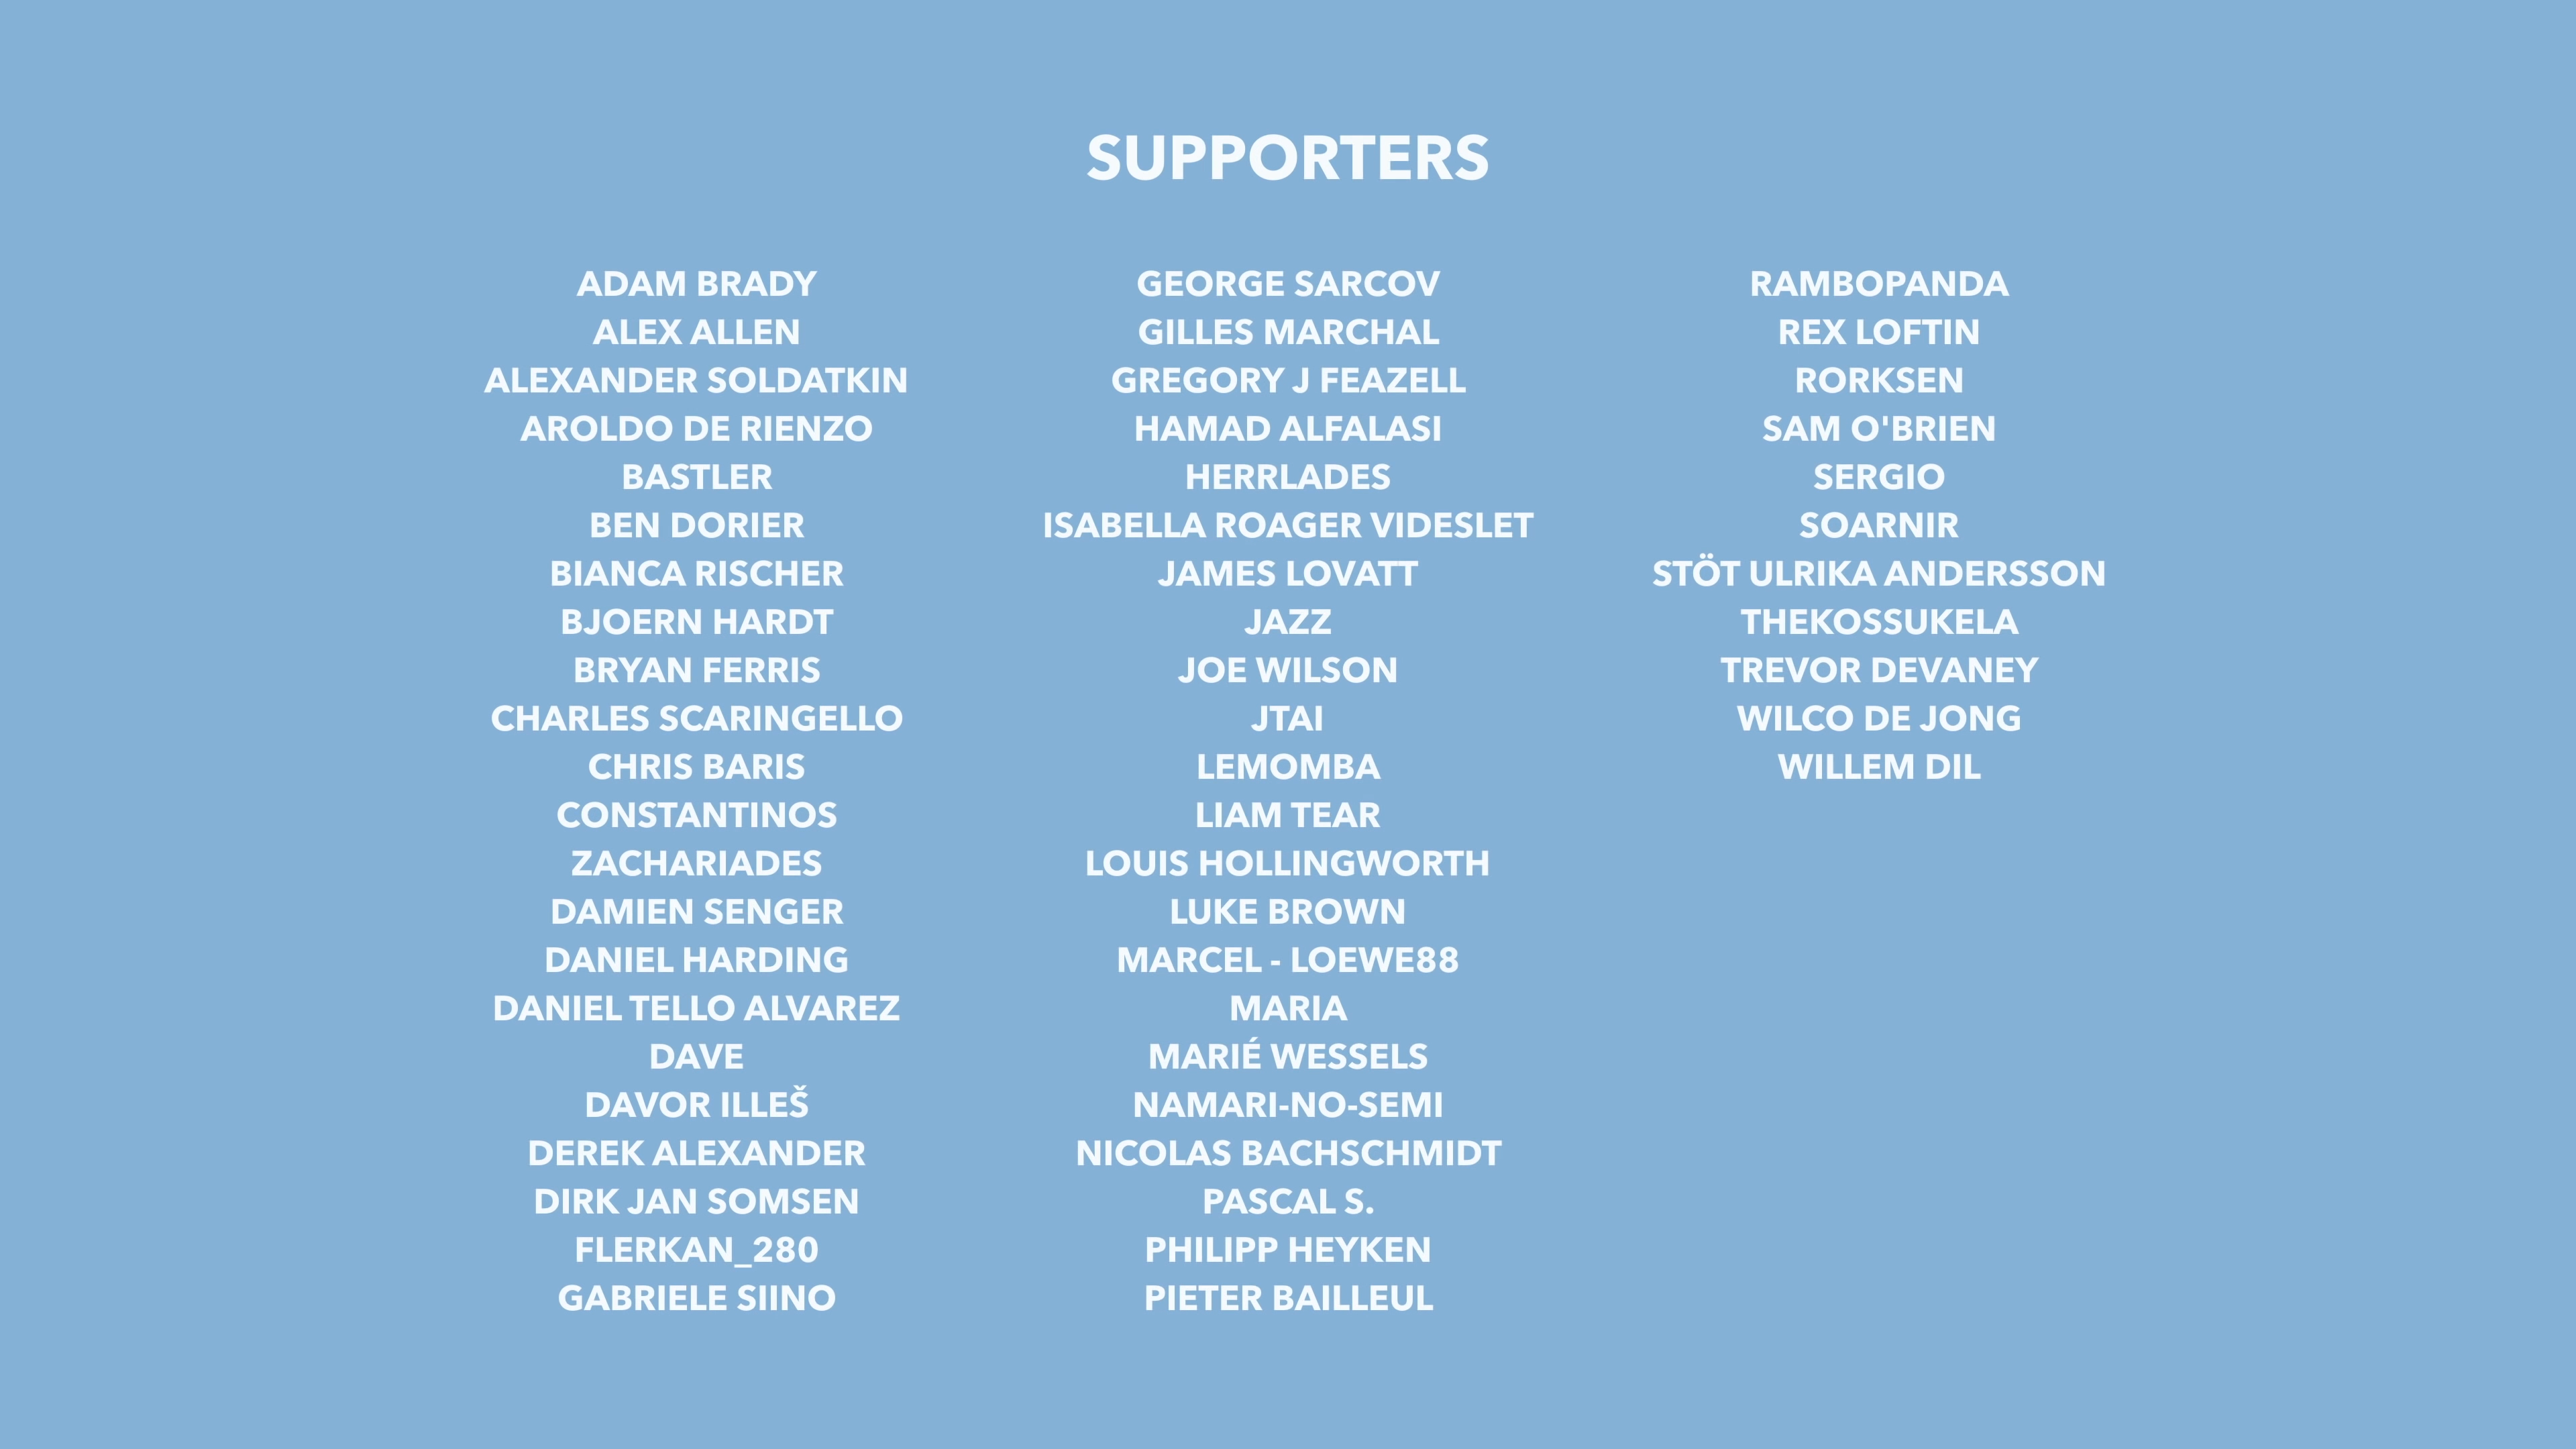 SUPPORTERS
ADAM BRADY
ALEX ALLEN
ALEXANDER SOLDATKIN
AROLDO DE RIENZO
BASTLER
BEN DORIER
BIANCA RISCHER
BJOERN HARDT
BRYAN FERRIS
CHARLES SCARINGELLO
CHRIS BARIS
CONSTANTINOS
ZACHARIADES
DAMIEN SENGER
DANIEL HARDING
DANIEL TELLO ALVAREZ
DAVE
DAVOR ILLEŠ
DEREK ALEXANDER
DIRK JAN SOMSEN
FLERKAN_280
GABRIELE SIINO
GEORGE SARCOV
GILLES MARCHAL
GREGORY J FEAZELL
HAMAD ALFALASI
HERRLADES
ISABELLA ROAGER VIDESLET
JAMES LOVATT
JAZZ
JOE WILSON
JTAI
LEMOMBA
LIAM TEAR
LOUIS HOLLINGWORTH
LUKE BROWN
MARCEL - LOEWE88
MARIA
MARIÉ WESSELS
NAMARI-NO-SEMI
NICOLAS BACHSCHMIDT
PASCAL S.
PHILIPP HEYKEN
PIETER BAILLEUL
RAMBOPANDA
REX LOFTIN
RORKSEN
SAM O'BRIEN
SERGIO
SOARNIR
STÖT ULRIKA ANDERSSON
THEKOSSUKELA
TREVOR DEVANEY
WILCO DE JONG
WILLEM DIL